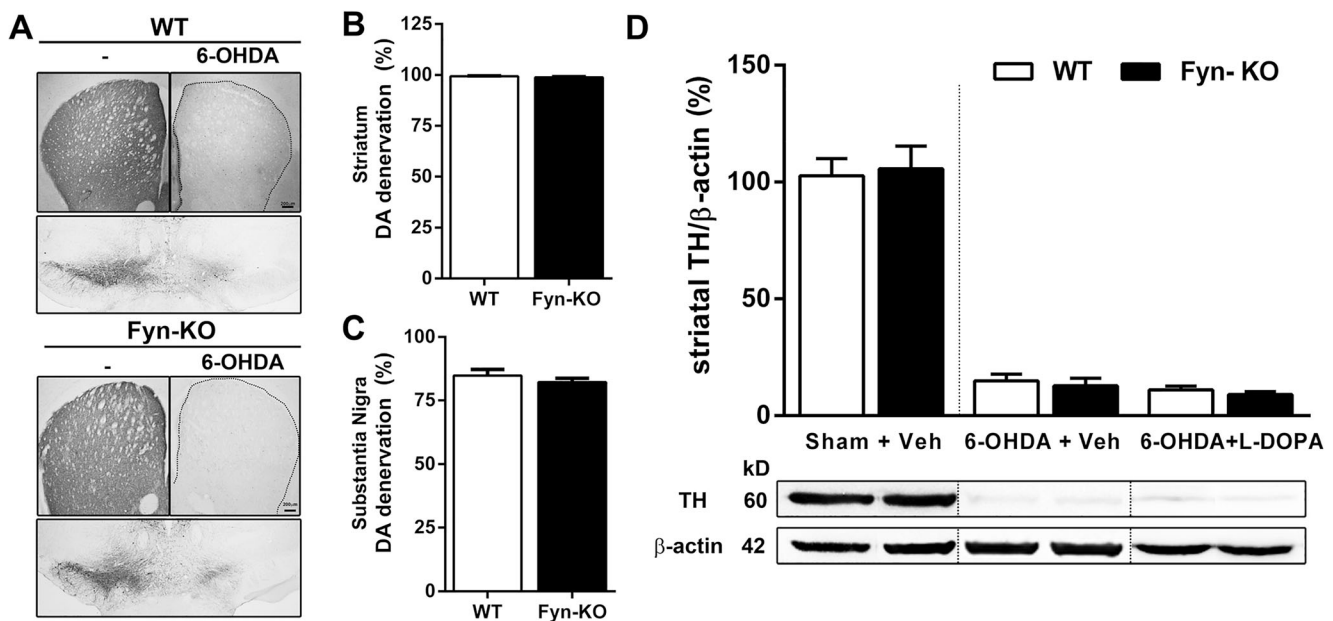 A
WT
- 6-OHDA
200um
Fyn-KO
- 6-OHDA
200um
B
Striatum
DA denervation (%)
125
100
75
50
25
0
WT Fyn-KO
C
Substantia Nigra
DA denervation (%)
100
75
50
25
0
WT Fyn-KO
D
WT Fyn- KO
striatal TH/β-actin (%)
150
100
50
0
Sham + Veh 6-OHDA + Veh 6-OHDA+L-DOPA
kD
TH 60
β-actin 42